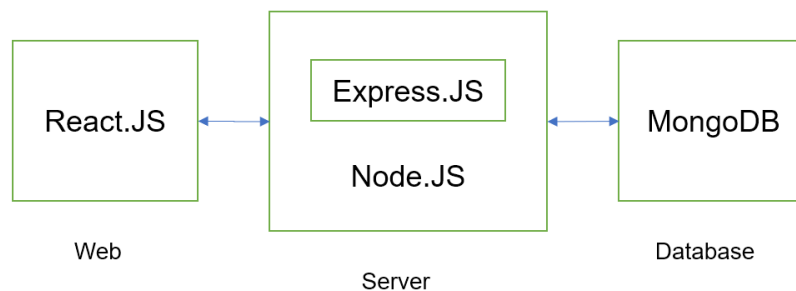 React.JS
Express.JS
Node.JS
MongoDB
Web
Server
Database